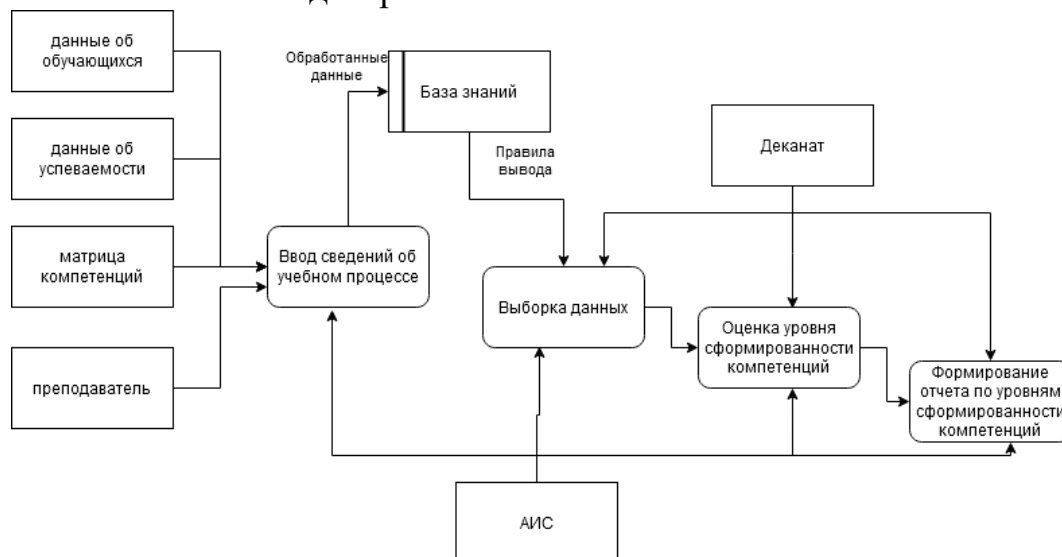 данные об
обучающихся
данные об
успеваемости
матрица
компетенций
преподаватель
Обработанные
данные
База знаний
Правила
вывода
Деканат
Ввод сведений об
учебном процессе
Выборка данных
Оценка уровня
сформированности
компетенций
Формирование
отчета по уровням
сформированности
компетенций
АИС